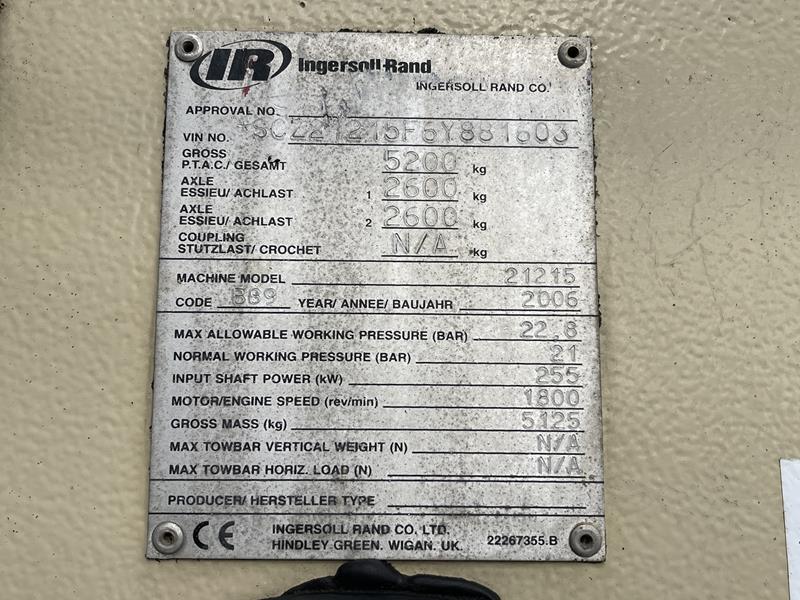 IR Ingersoll-Rand
INGERSOLL RAND CO.
APPROVAL NO.
VIN NO. *SCZ21215F6Y881603
GROSS
P.T.A.C./ GESAMT 5200 kg
AXLE
ESSIEU/ ACHLAST 1 2600 kg
AXLE
ESSIEU/ ACHLAST 2 2600 kg
COUPLING
STUTZLAST/ CROCHET N/A kg
MACHINE MODEL 21215
CODE BB9 YEAR/ ANNEE/ BAUJAHR 2006
MAX ALLOWABLE WORKING PRESSURE (BAR) 22.8
NORMAL WORKING PRESSURE (BAR) 21
INPUT SHAFT POWER (kW) 255
MOTOR/ENGINE SPEED (rev/min) 1800
GROSS MASS (kg) 5125
MAX TOWBAR VERTICAL WEIGHT (N) N/A
MAX TOWBAR HORIZ. LOAD (N) N/A
PRODUCER/ HERSTELLER TYPE
CE INGERSOLL RAND CO. LTD.
HINDLEY GREEN. WIGAN. UK. 22267355.B